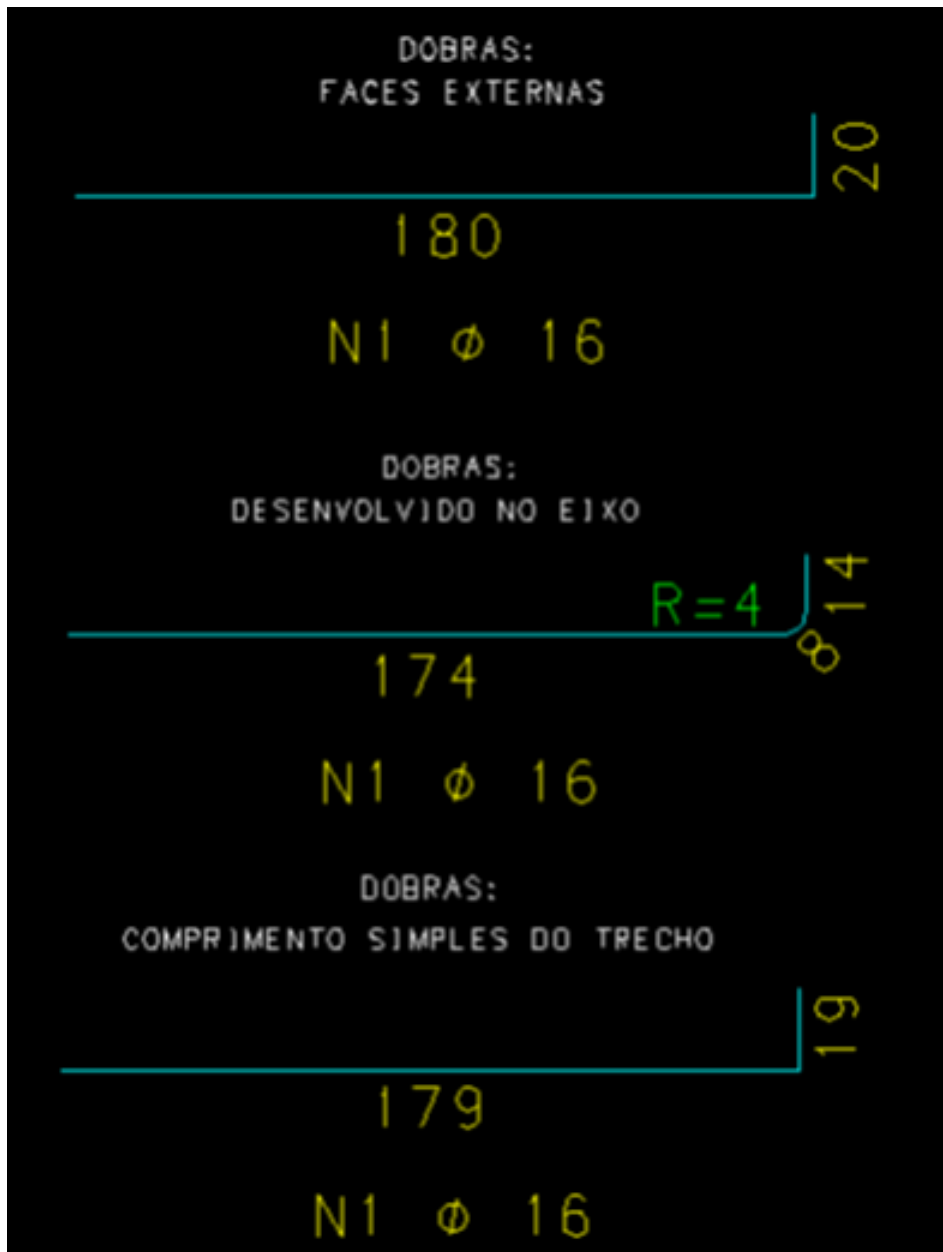 DOBRAS:
FACES EXTERNAS
20
180
N1 ø 16
DOBRAS:
DESENVOLVIDO NO EIXO
R=4
14
8
174
N1 ø 16
DOBRAS:
COMPRIMENTO SIMPLES DO TRECHO
19
179
N1 ø 16